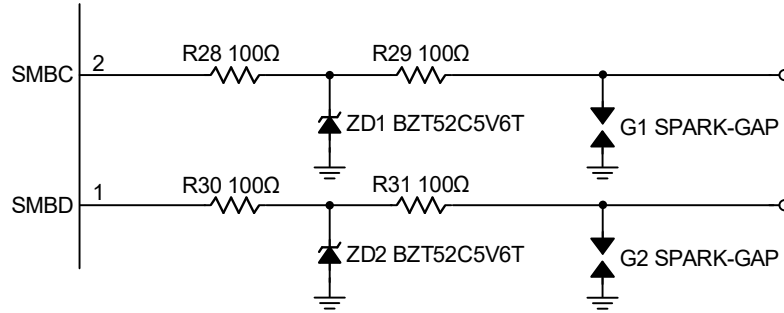 R28 100Ω R29 100Ω
SMBC 2
ZD1 BZT52C5V6T G1 SPARK-GAP
R30 100Ω R31 100Ω
SMBD 1
ZD2 BZT52C5V6T G2 SPARK-GAP